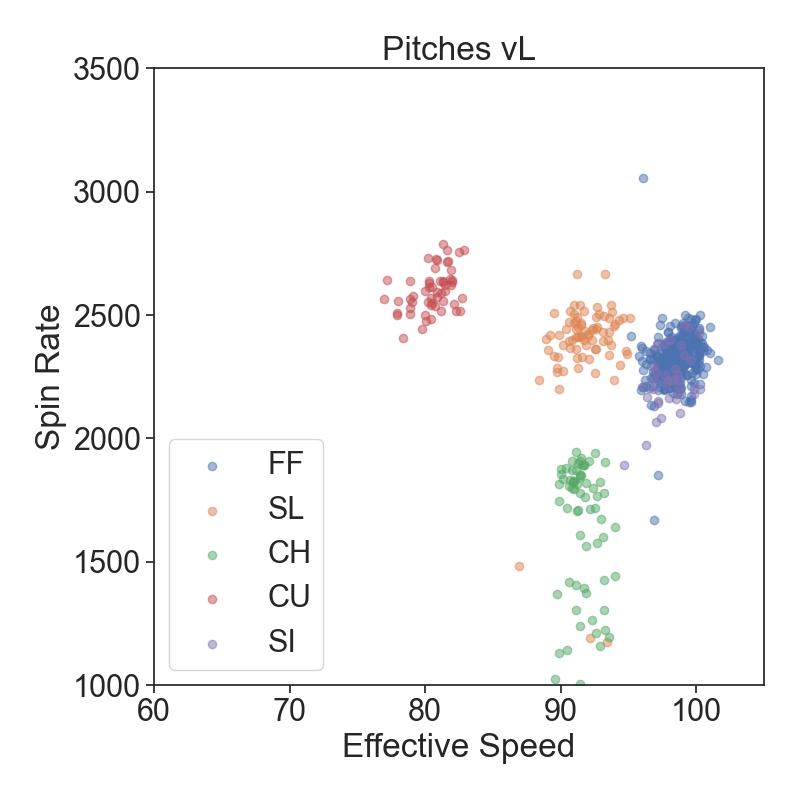 Pitches vL
3500
3000
2500
2000
1500
1000
Spin Rate
FF
SL
CH
CU
SI
60 70 80 90 100
Effective Speed